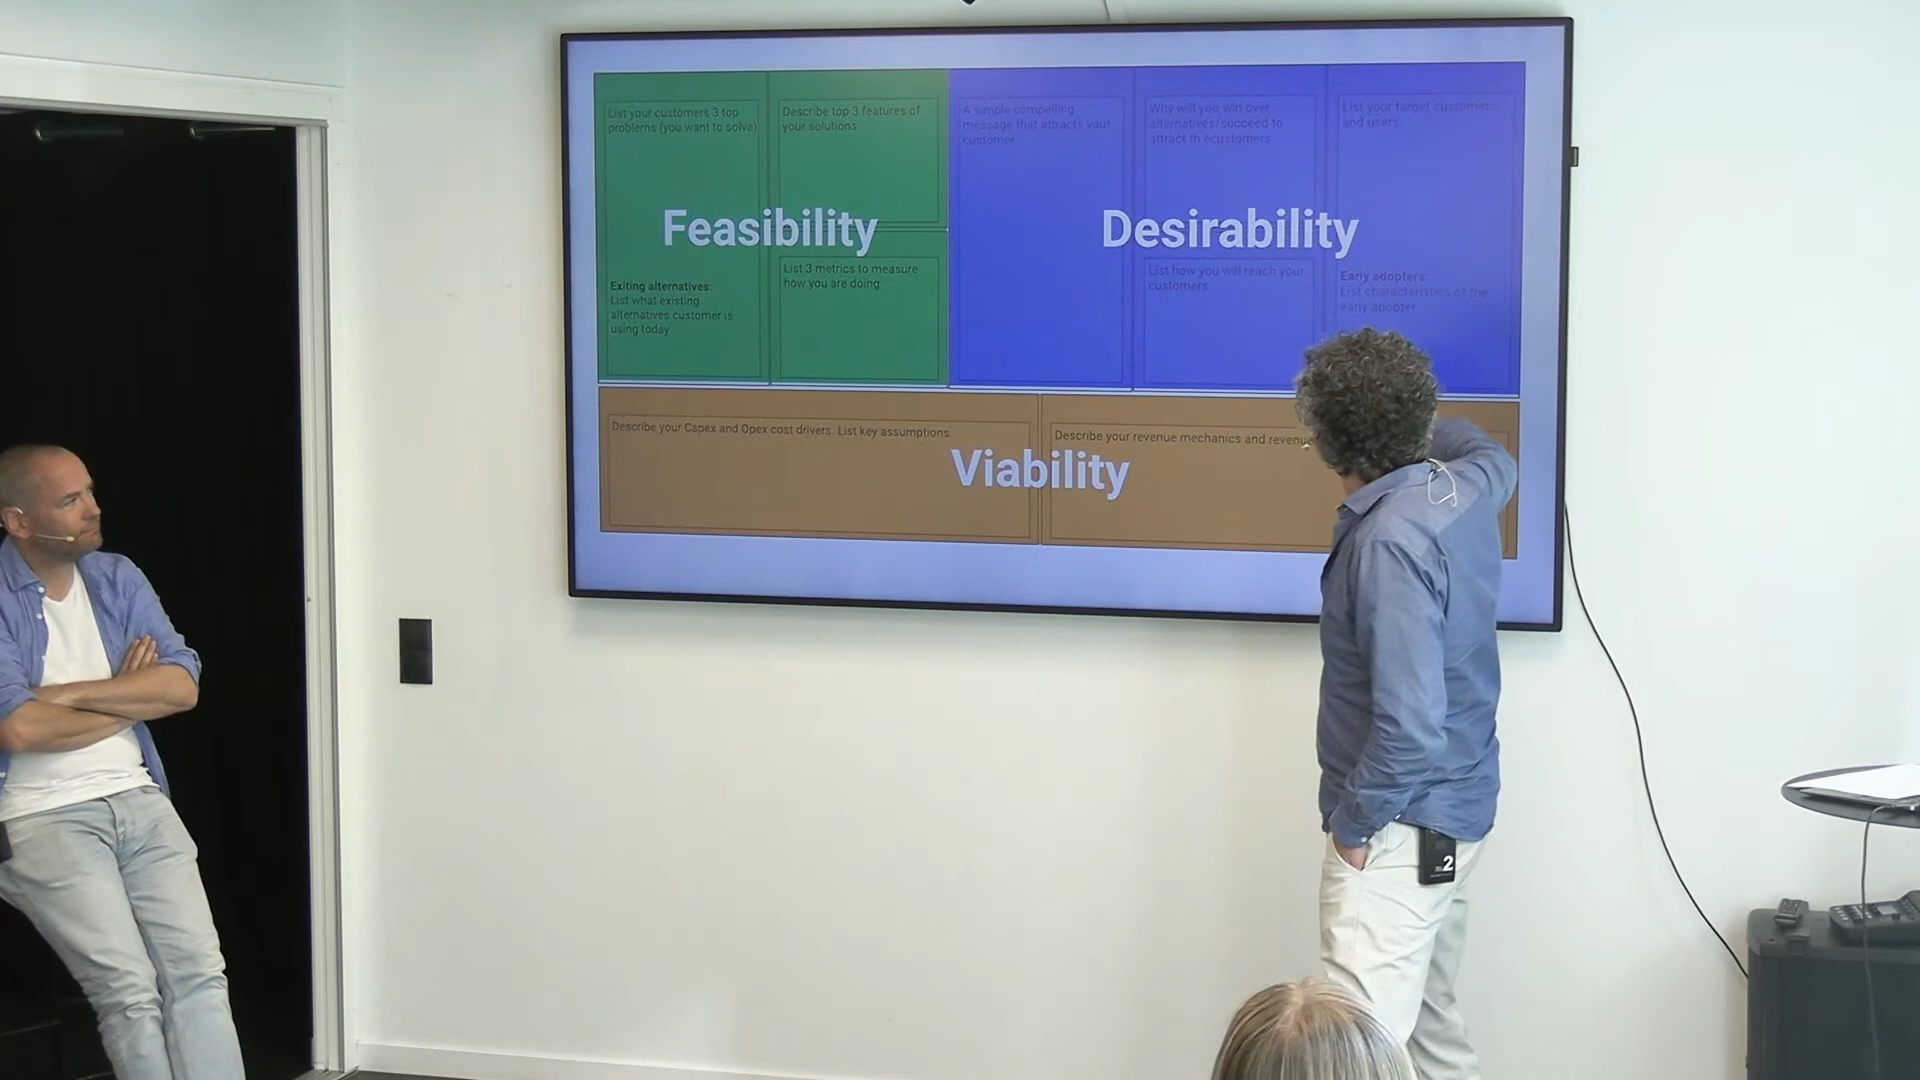 List your customers 3 top
problems (you want to solve)
Exiting alternatives:
List what existing
alternatives customer is
using today
Describe top 3 features of
your solutions
List 3 metrics to measure
how you are doing
Feasibility
A simple compelling
message that attracts your
customer
Why will you win over
alternatives/succeed to
attract th ecustomers
List how you will reach your
customers
List your target customers
and users
Early adopters:
List characteristics of the
early adopter
Desirability
Describe your Capex and Opex cost drivers. List key assumptions.
Describe your revenue mechanics and revenue
Viability
2